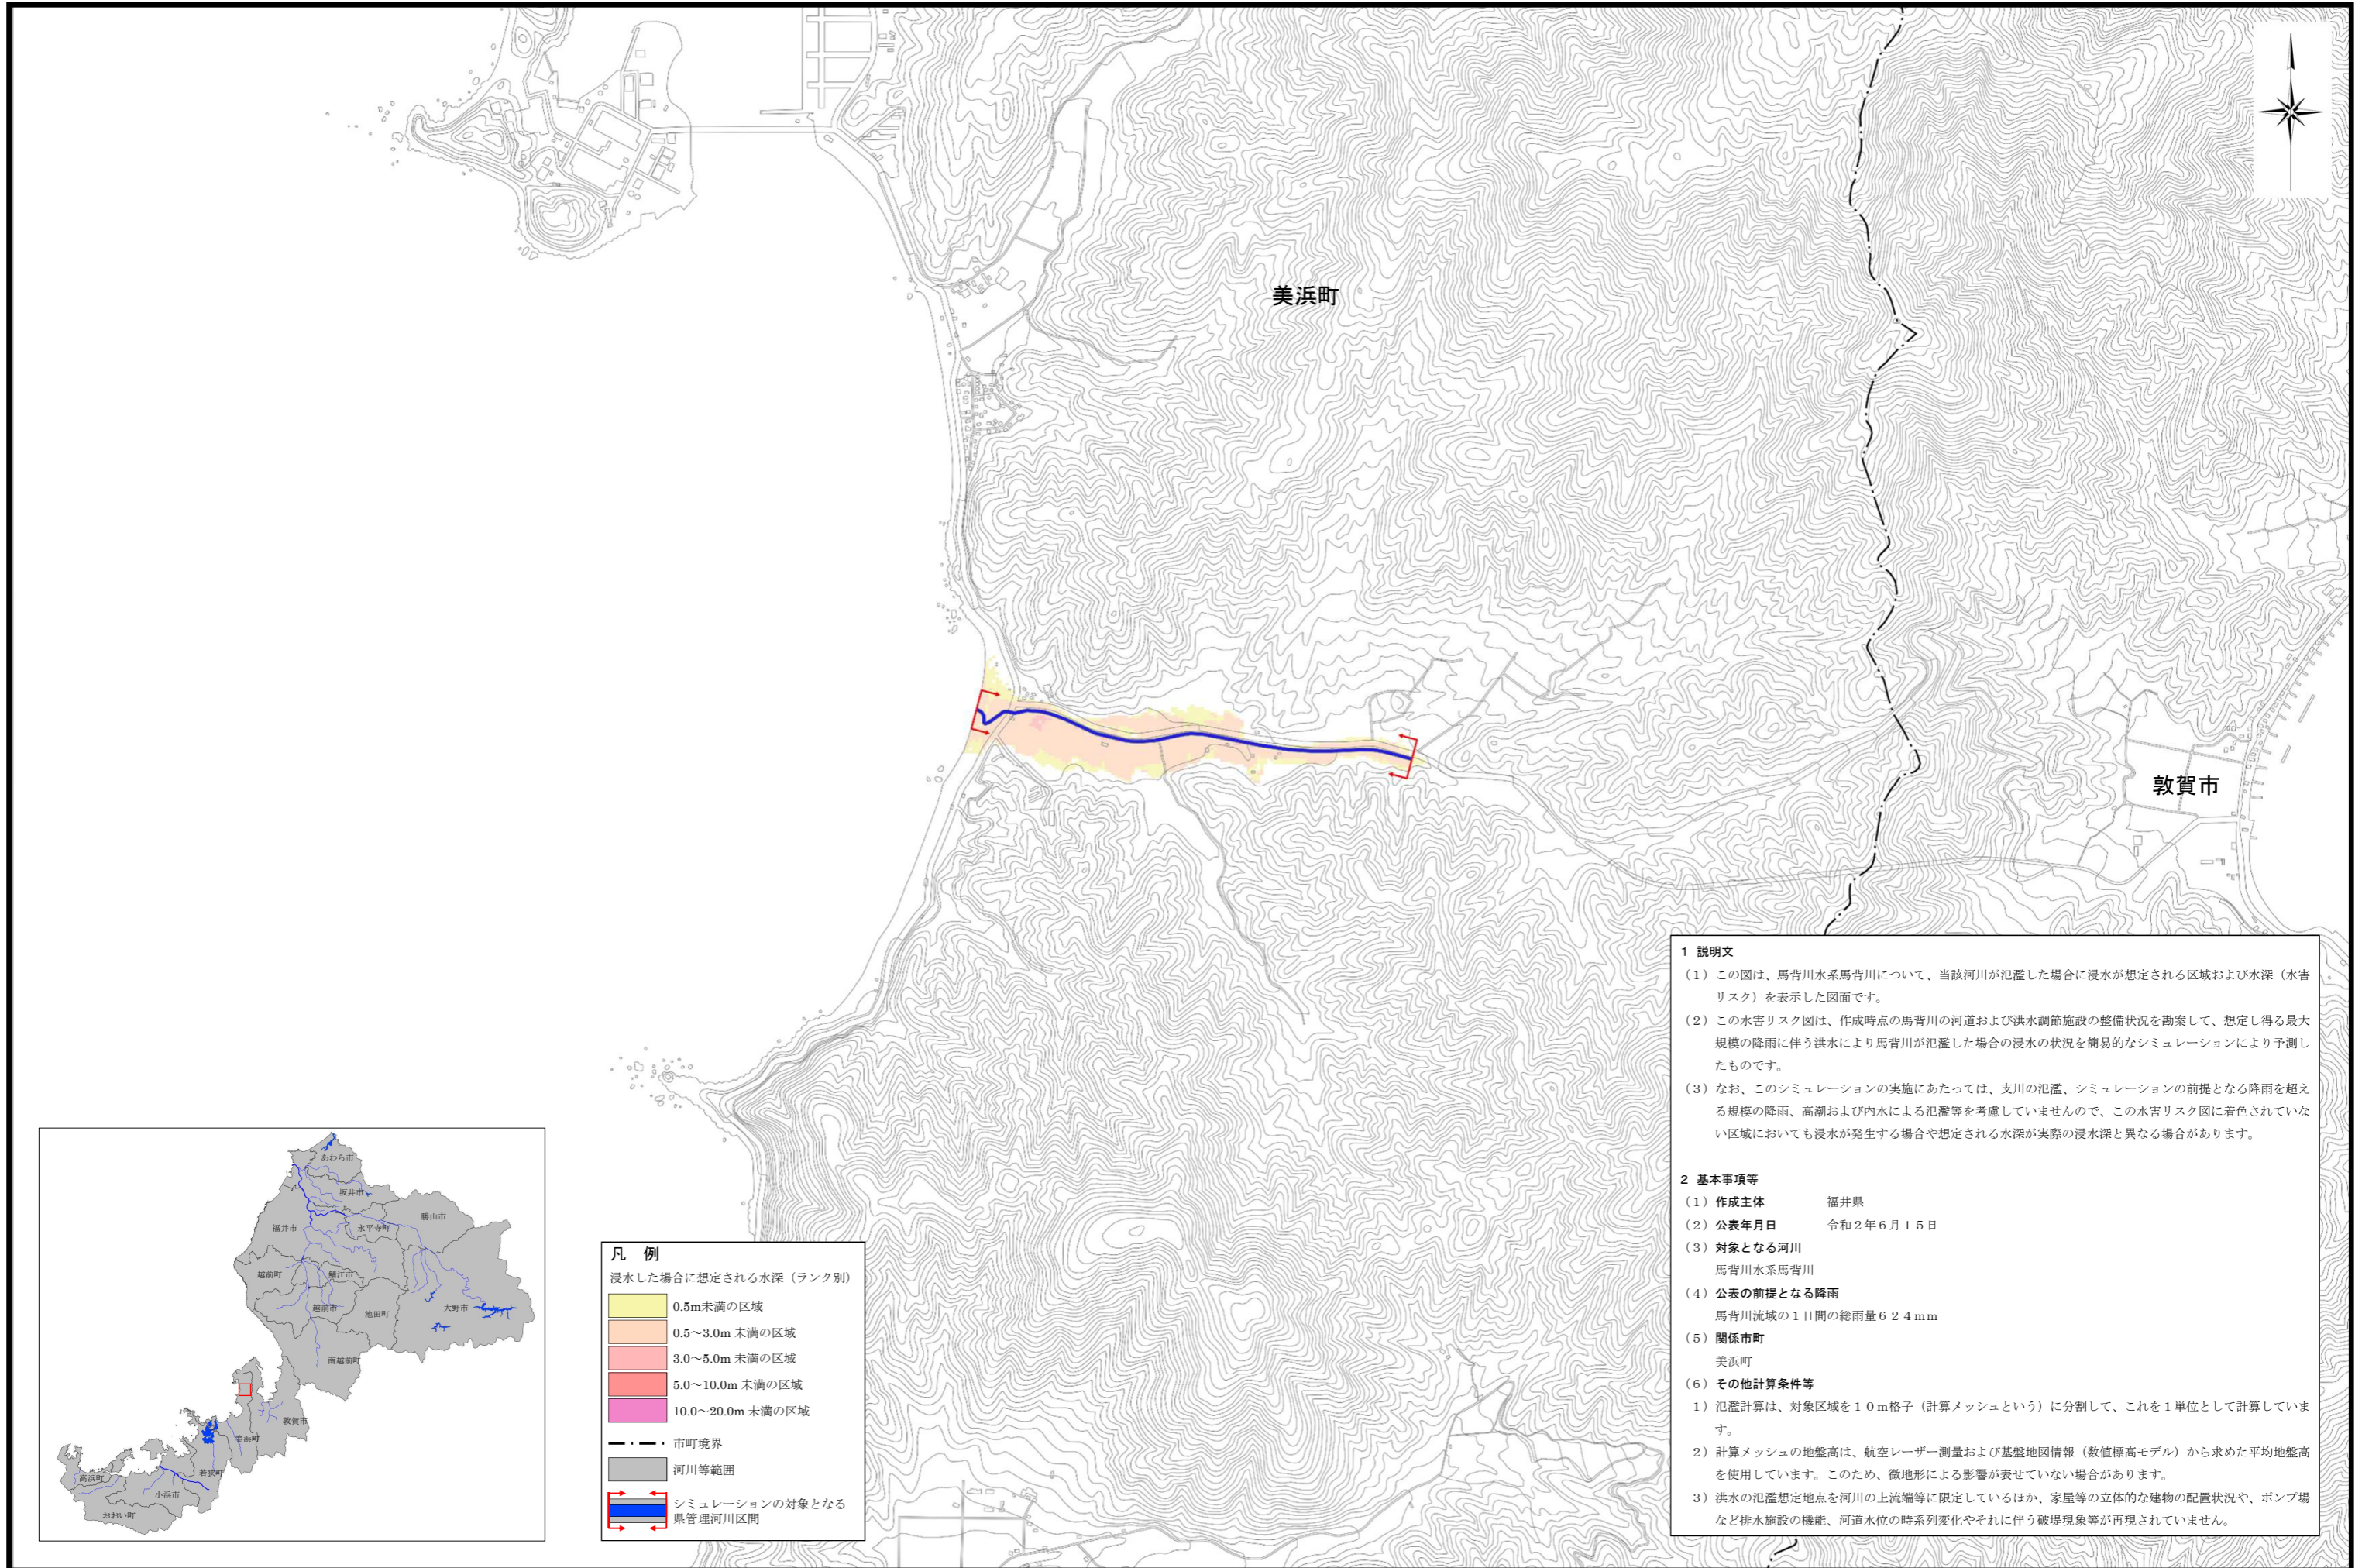 美浜町
敦賀市
1 説明文
(1)この図は、馬背川水系馬背川について、当該河川が氾濫した場合に浸水が想定される区域および水深（水害
リスク）を表示した図面です。
(2)この水害リスク図は、作成時点の馬背川の河道および洪水調節施設の整備状況を勘案して、想定し得る最大
規模の降雨に伴う洪水により馬背川が氾濫した場合の浸水の状況を簡易的なシミュレーションにより予測し
たものです。
(3)なお、このシミュレーションの実施にあたっては、支川の氾濫、シミュレーションの前提となる降雨を超え
る規模の降雨、高潮および内水による氾濫等を考慮していませんので、この水害リスク図に着色されていな
い区域においても浸水が発生する場合や想定される水深が実際の浸水深と異なる場合があります。
2 基本事項等
(1)作成主体 福井県
(2)公表年月日 令和２年６月１５日
(3)対象となる河川
馬背川水系馬背川
(4)公表の前提となる降雨
馬背川流域の１日間の総雨量６２４mm
(5)関係市町
美浜町
(6)その他計算条件等
1）氾濫計算は、対象区域を１０ｍ格子（計算メッシュという）に分割して、これを１単位として計算していま
す。
2）計算メッシュの地盤高は、航空レーザー測量および基盤地図情報（数値標高モデル）から求めた平均地盤高
を使用しています。このため、微地形による影響が表せていない場合があります。
3）洪水の氾濫想定地点を河川の上流端等に限定しているほか、家屋等の立体的な建物の配置状況や、ポンプ場
など排水施設の機能、河道水位の時系列変化やそれに伴う破堤現象等が再現されていません。
凡 例
浸水した場合に想定される水深（ランク別）
0.5m未満の区域
0.5～3.0m 未満の区域
3.0～5.0m 未満の区域
5.0～10.0m 未満の区域
10.0～20.0m 未満の区域
市町境界
河川等範囲
シミュレーションの対象となる
県管理河川区間
あわら市
坂井市
勝山市
福井市
永平寺町
越前町
鯖江市
越前市
池田町
大野市
南越前町
敦賀市
美浜町
若狭町
高浜町
小浜市
おおい町